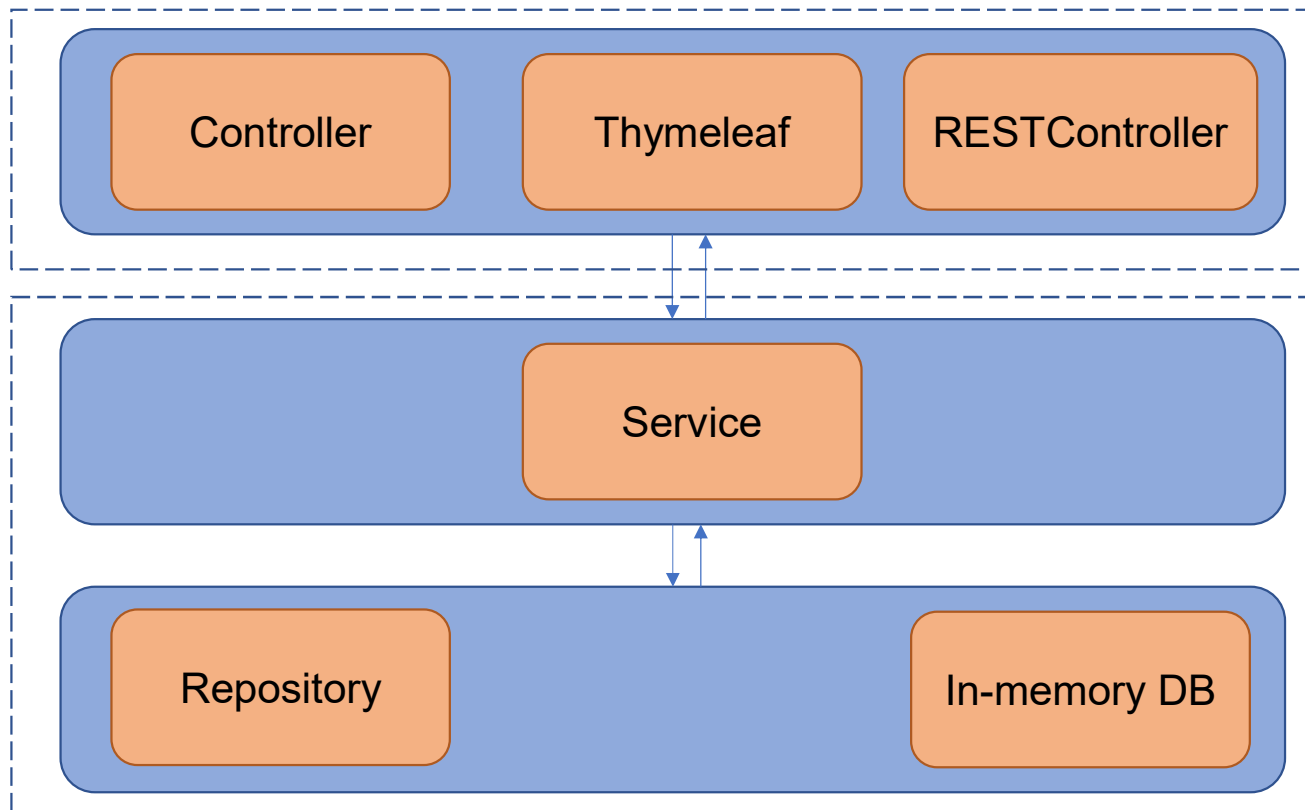 Controller
Thymeleaf
RESTController
Service
Repository
In-memory DB